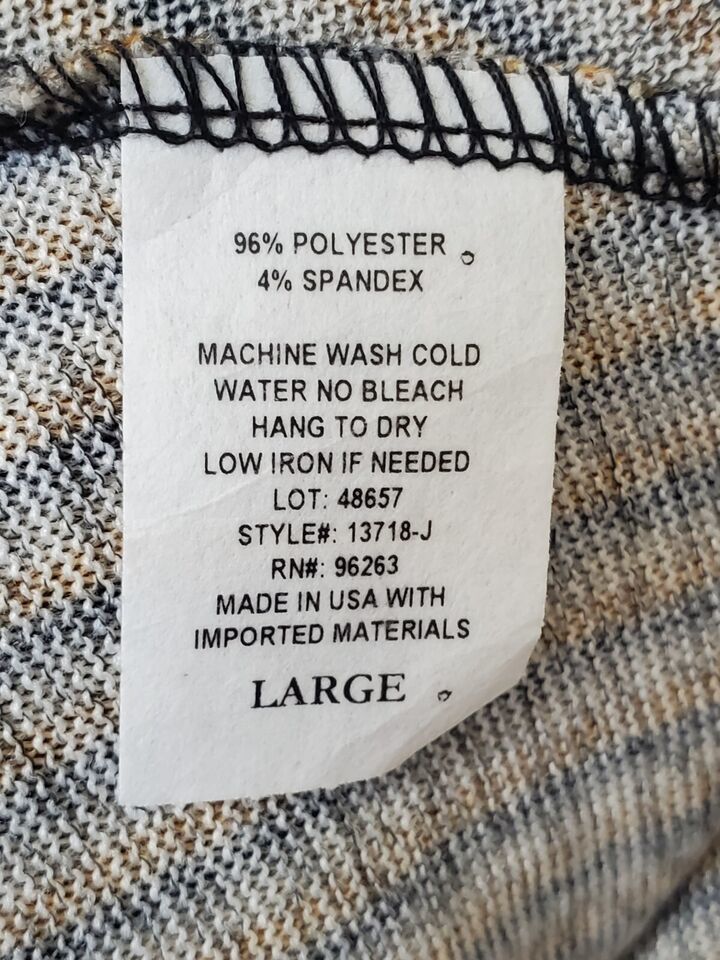 96% POLYESTER
4% SPANDEX
MACHINE WASH COLD
WATER NO BLEACH
HANG TO DRY
LOW IRON IF NEEDED
LOT: 48657
STYLE#: 13718-J
RN#: 96263
MADE IN USA WITH
IMPORTED MATERIALS
LARGE